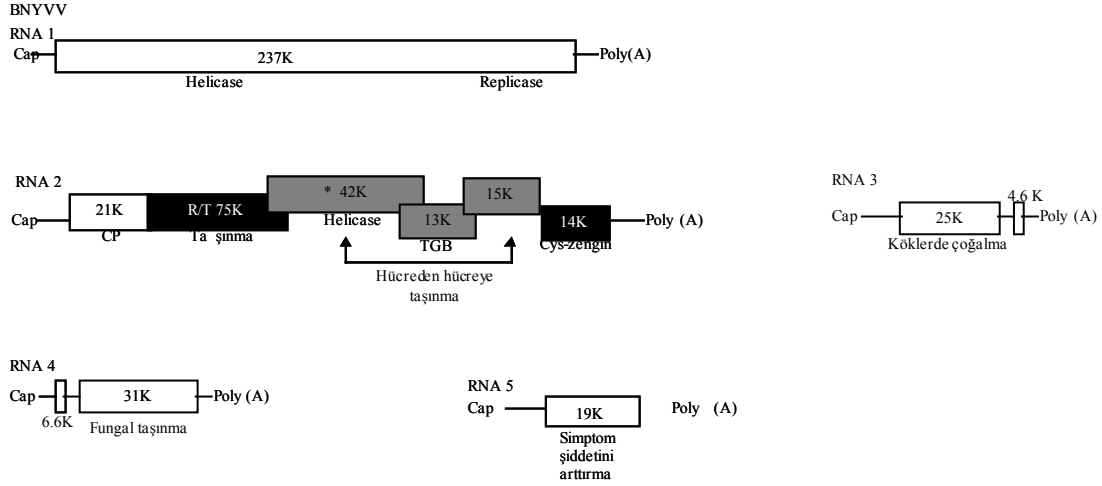 BNYVV
RNA 1
Cap 237K Poly(A)
Helicase Replicase
RNA 2
Cap 21K R/T 75K * 42K 13K 15K 14K Poly (A)
CP Ta şınma Helicase TGB Cys-zengin
Hücreden hücreye
taşınma
RNA 3
4.6 K
Cap 25K Poly (A)
Köklerde çoğalma
RNA 4
Cap 31K Poly (A)
6.6K
Fungal taşınma
RNA 5
Cap 19K Poly (A)
Simptom
şiddetini
arttırma